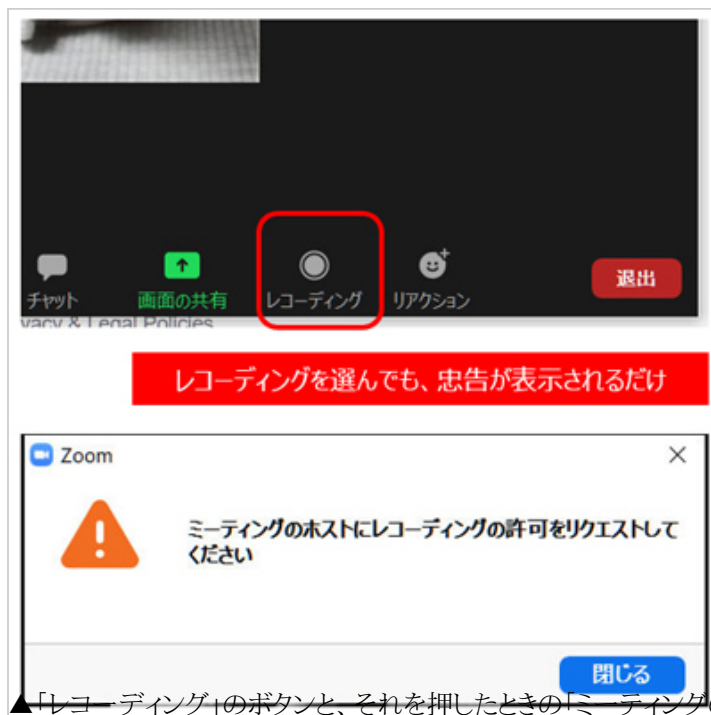 チャット
画面の共有
レコーディング
リアクション
退出
vacy & Legal Policies
レコーディングを選んでも、忠告が表示されるだけ
Zoom
ミーティングのホストにレコーディングの許可をリクエストして
ください
閉じる
▲「レコーディング」のボタンと、それを押したときの「ミーティング